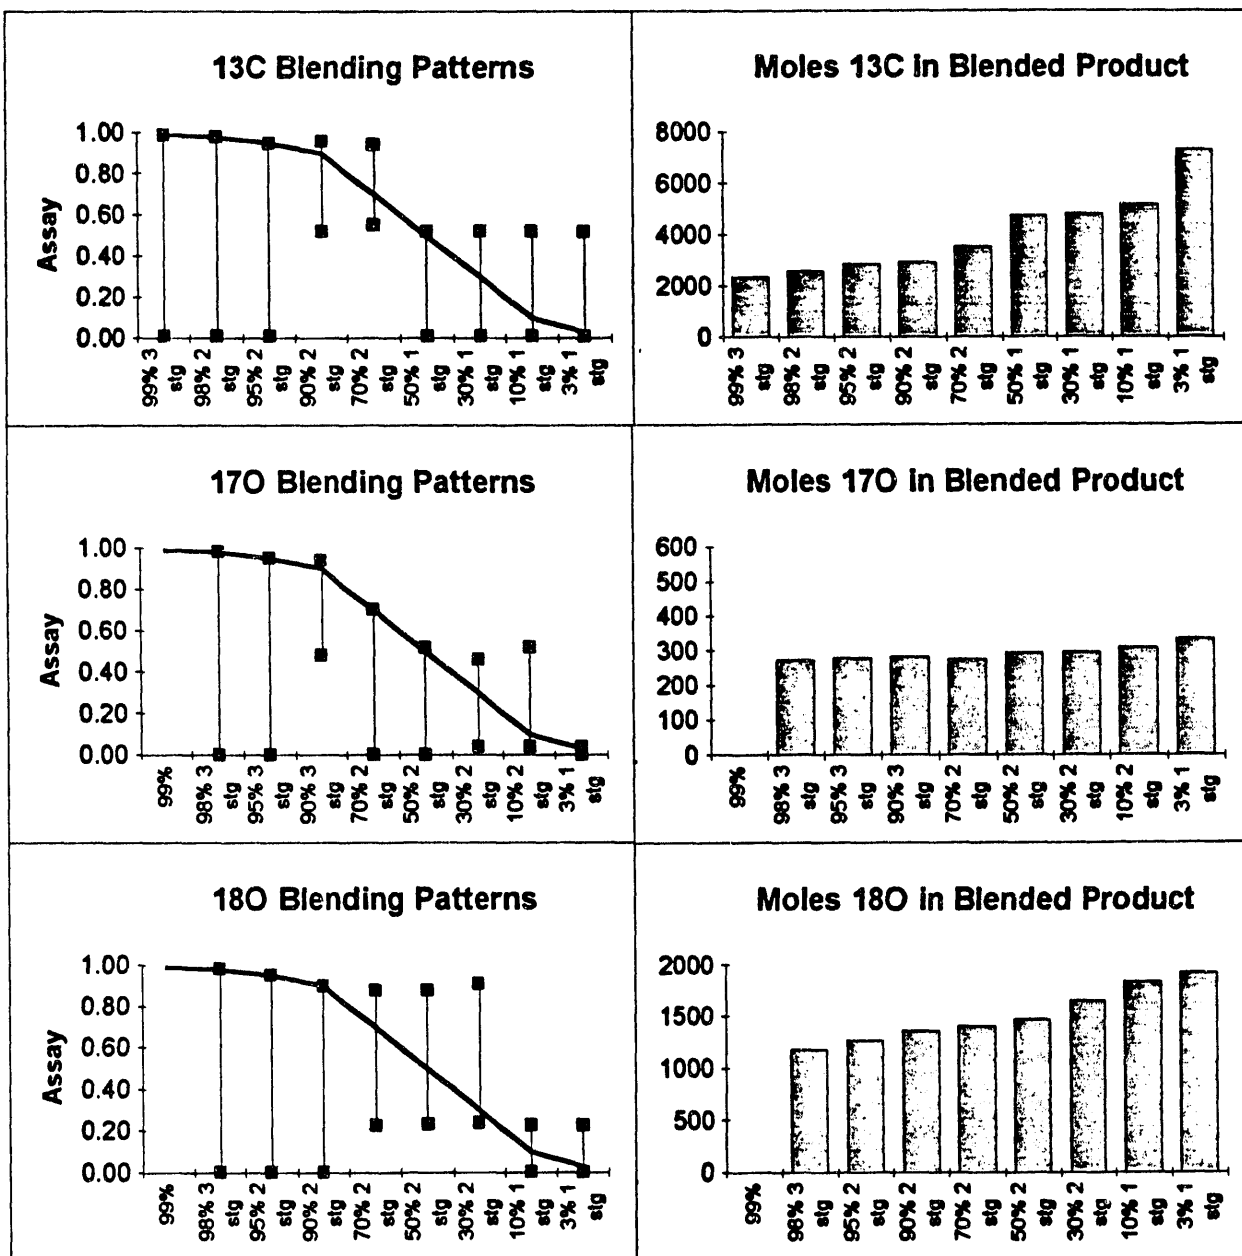 13C Blending Patterns
Assay
1.00
0.80
0.60
0.40
0.20
0.00
99% 3 stg
98% 2 stg
95% 2 stg
90% 2 stg
70% 2 stg
50% 1 stg
30% 1 stg
10% 1 stg
3% 1 stg
Moles 13C in Blended Product
8000
6000
4000
2000
0
99% 3 stg
98% 2 stg
95% 2 stg
90% 2 stg
70% 2 stg
50% 1 stg
30% 1 stg
10% 1 stg
3% 1 stg
17O Blending Patterns
Assay
1.00
0.80
0.60
0.40
0.20
0.00
99%
98% 3 stg
95% 3 stg
90% 3 stg
70% 2 stg
50% 2 stg
30% 2 stg
10% 2 stg
3% 1 stg
Moles 17O in Blended Product
600
500
400
300
200
100
0
99%
98% 3 stg
95% 3 stg
90% 3 stg
70% 2 stg
50% 2 stg
30% 2 stg
10% 2 stg
3% 1 stg
18O Blending Patterns
Assay
1.00
0.80
0.60
0.40
0.20
0.00
99%
98% 3 stg
95% 2 stg
90% 2 stg
70% 2 stg
50% 2 stg
30% 2 stg
10% 1 stg
3% 1 stg
Moles 18O in Blended Product
2000
1500
1000
500
0
99%
98% 3 stg
95% 2 stg
90% 2 stg
70% 2 stg
50% 2 stg
30% 2 stg
10% 1 stg
3% 1 stg